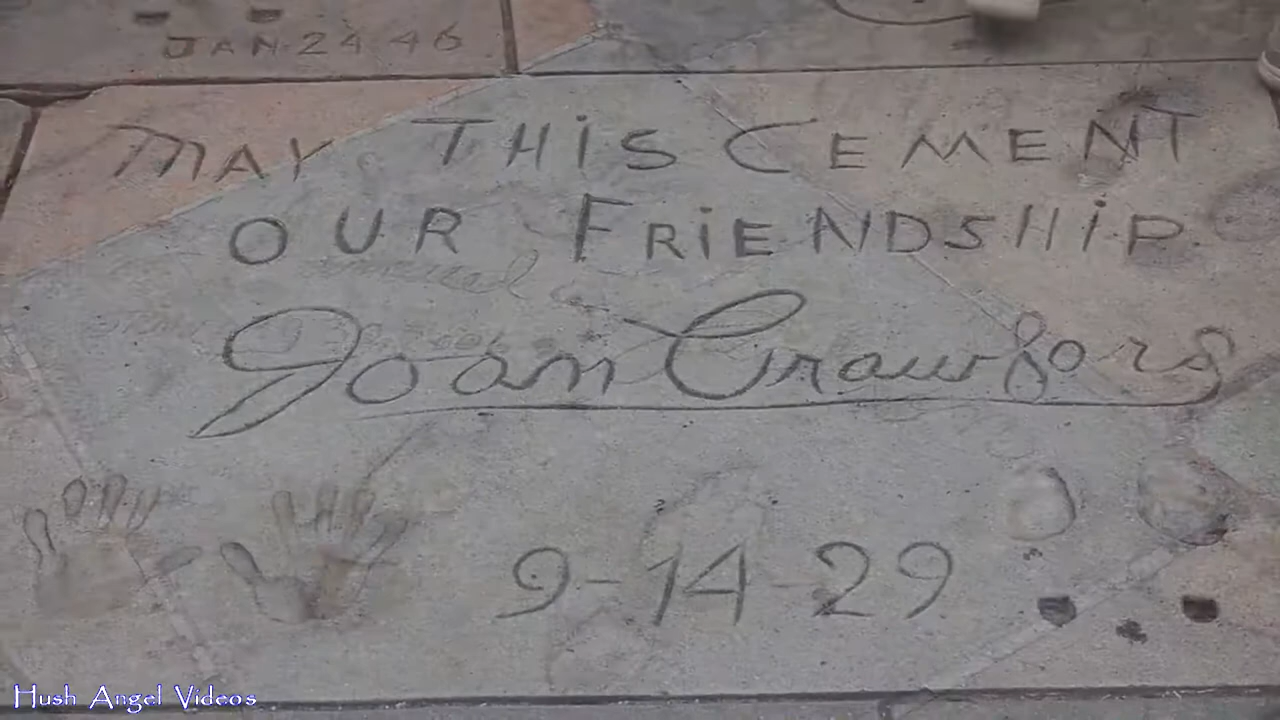 JAN 24 46
MAY THIS CEMENT
OUR FRIENDSHIP
Joan Crawford
9-14-29
Hush Angel Videos